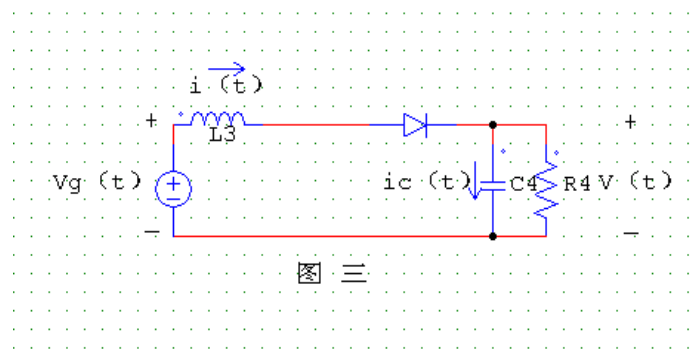 i (t)
+
+
L3
Vg (t)
ic (t)
C4
R4
V (t)
−
−
图 三